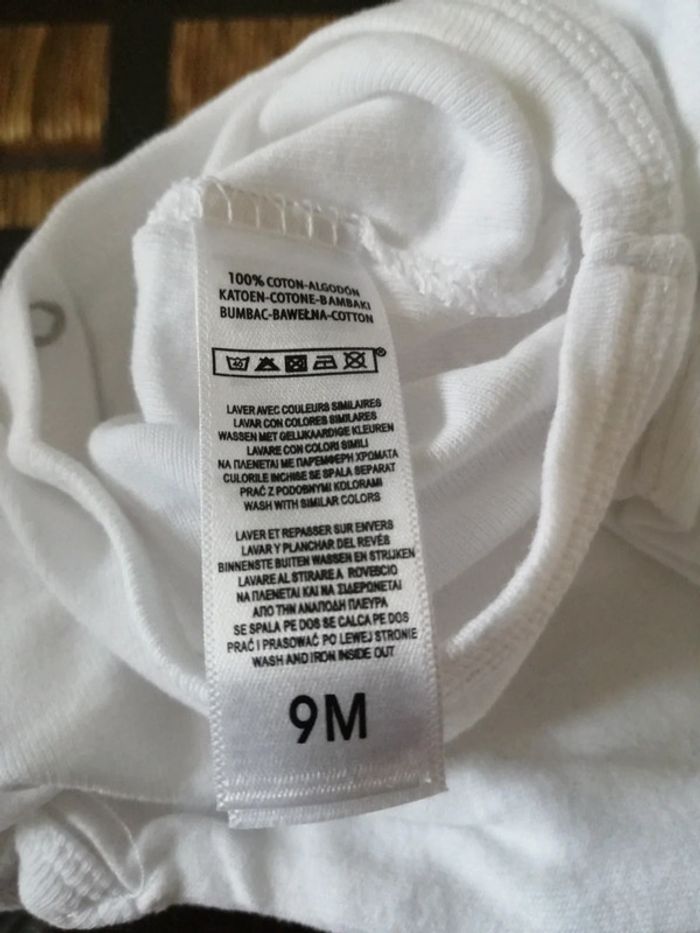 100% COTON-ALGODÓN
KATOEN-COTONE-BAMBAKI
BUMBAC-BAWEŁNA-COTTON
LAVER AVEC COULEURS SIMILAIRES
LAVAR CON COLORES SIMILARES
WASSEN MET GELIJKAARDIGE KLEUREN
LAVARE CON COLORI SIMILI
ΝΑ ΠΛΕΝΕΤΑΙ ΜΕ ΠΑΡΕΜΦΕΡΗ ΧΡΩΜΑΤΑ
CULORILE INCHISE SE SPALA SEPARAT
PRAĆ Z PODOBNYMI KOLORAMI
WASH WITH SIMILAR COLORS
LAVER ET REPASSER SUR ENVERS
LAVAR Y PLANCHAR DEL REVÉS
BINNENSTE BUITEN WASSEN EN STRIJKEN
LAVARE AL STIRARE A ROVESCIO
ΝΑ ΠΛΕΝΕΤΑΙ ΚΑΙ ΝΑ ΣΙΔΕΡΩΝΕΤΑΙ
ΑΠΟ ΤΗΝ ΑΝΑΠΟΔΗ ΠΛΕΥΡΑ
SE SPALA PE DOS SE CALCA PE DOS
PRAĆ I PRASOWAĆ PO LEWEJ STRONIE
WASH AND IRON INSIDE OUT
9M